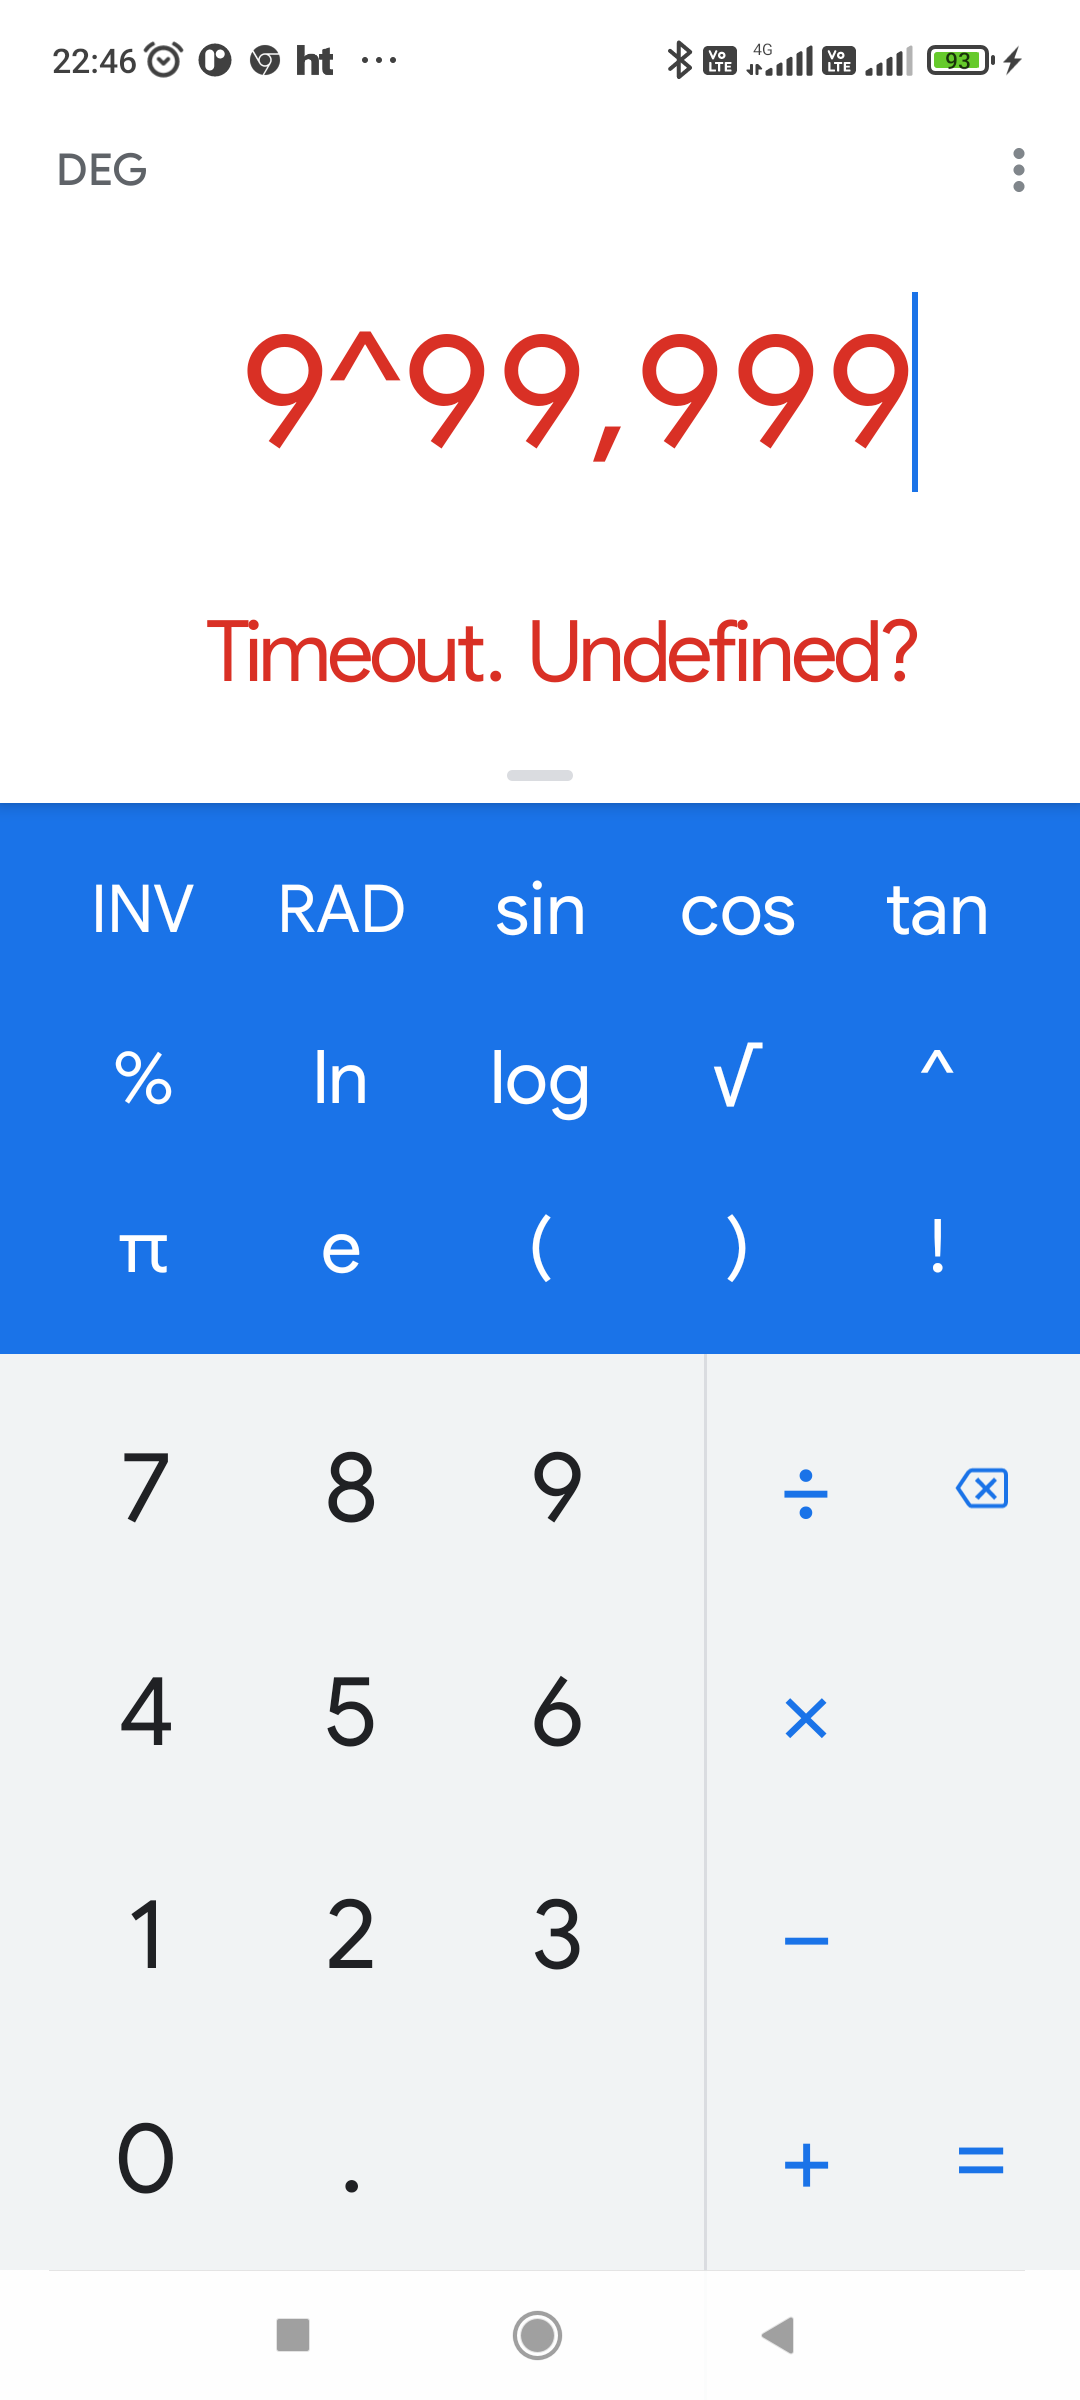 22:46 ht ... Vo LTE 4G Vo LTE 93
DEG
9^99,999
Timeout. Undefined?
INV RAD sin cos tan
% ln log √ ^
π e ( ) !
7 8 9 ÷
4 5 6 ×
1 2 3 −
0 . + =